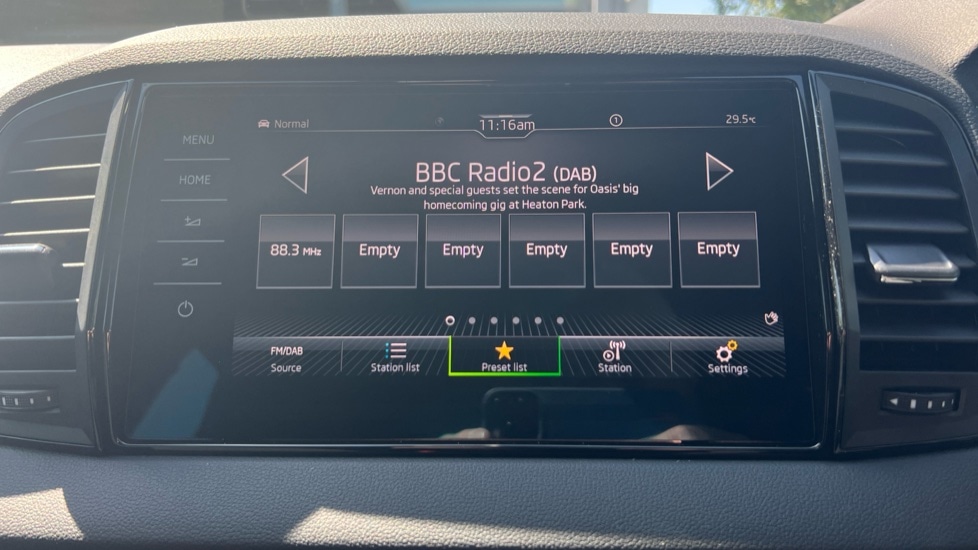 Normal
11:16am
1
29.5°C
MENU
HOME
BBC Radio2 (DAB)
Vernon and special guests set the scene for Oasis' big
homecoming gig at Heaton Park.
88.3 MHz Empty Empty Empty Empty Empty
FM/DAB
Source
Station list
Preset list
Station
Settings